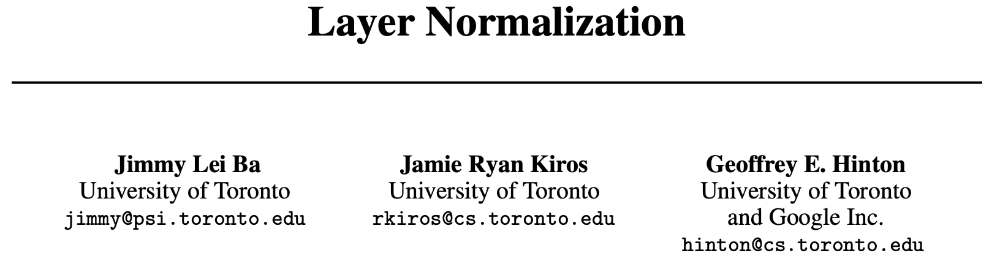 Layer Normalization
Jimmy Lei Ba
University of Toronto
jimmy@psi.toronto.edu
Jamie Ryan Kiros
University of Toronto
rkiros@cs.toronto.edu
Geoffrey E. Hinton
University of Toronto
and Google Inc.
hinton@cs.toronto.edu